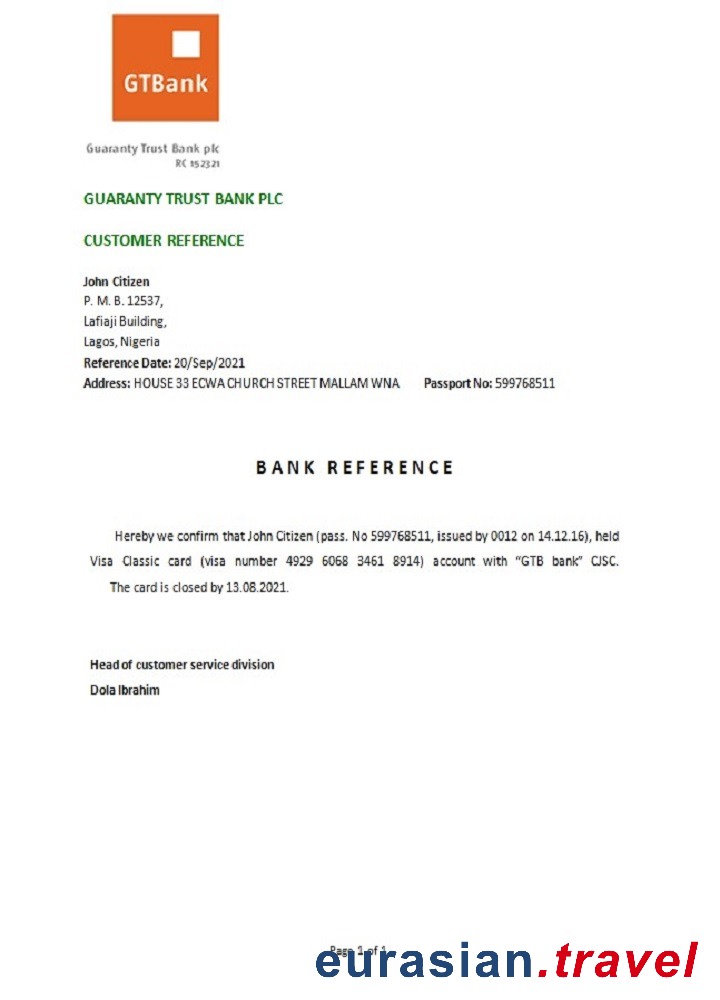 GTBank
Guaranty Trust Bank plc
RC 152321
GUARANTY TRUST BANK PLC
CUSTOMER REFERENCE
John Citizen
P. M. B. 12537,
Lafiaji Building,
Lagos, Nigeria
Reference Date: 20/Sep/2021
Address: HOUSE 33 ECWA CHURCH STREET MALLAM WNA Passport No: 599768511
BANK REFERENCE
Hereby we confirm that John Citizen (pass. No 599768511, issued by 0012 on 14.12.16), held
Visa Classic card (visa number 4929 6068 3461 8914) account with “GTB bank” CJSC.
The card is closed by 13.08.2021.
Head of customer service division
Dola Ibrahim
Page 1 of 1
eurasian.travel